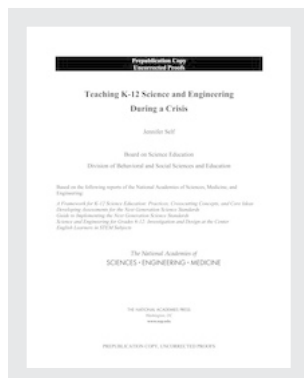 Prepublication Copy
Uncorrected Proofs
Teaching K-12 Science and Engineering
During a Crisis
Jennifer Self
Board on Science Education
Division of Behavioral and Social Sciences and Education
Based on the following reports of the National Academies of Sciences, Medicine, and
Engineering:
A Framework for K-12 Science Education: Practices, Crosscutting Concepts, and Core Ideas
Developing Assessments for the Next Generation Science Standards
Guide to Implementing the Next Generation Science Standards
Science and Engineering for Grades 6-12: Investigation and Design at the Center
English Learners in STEM Subjects
The National Academies of
SCIENCES • ENGINEERING • MEDICINE
THE NATIONAL ACADEMIES PRESS
Washington, DC
www.nap.edu
PREPUBLICATION COPY, UNCORRECTED PROOFS